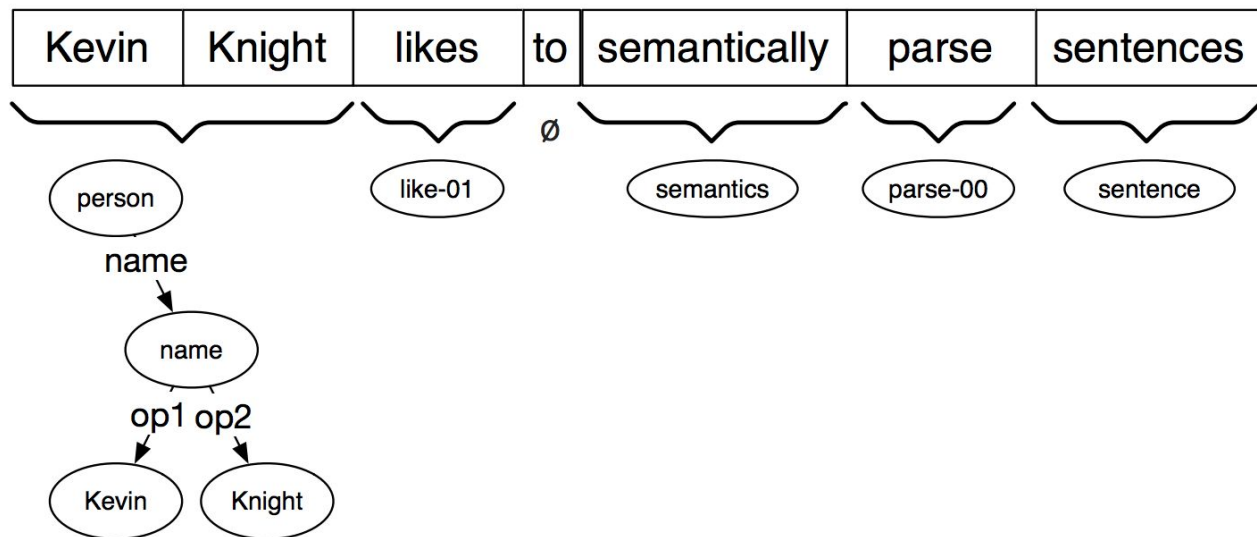 Kevin Knight likes to semantically parse sentences
∅
person like-01 semantics parse-00 sentence
name
name
op1 op2
Kevin Knight